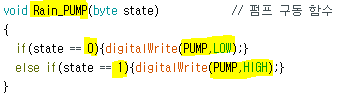 void Rain_PUMP(byte state)                // 펌프 구동 함수
{
  if(state == 0){digitalWrite(PUMP,LOW);}
  else if(state == 1){digitalWrite(PUMP,HIGH);}
}